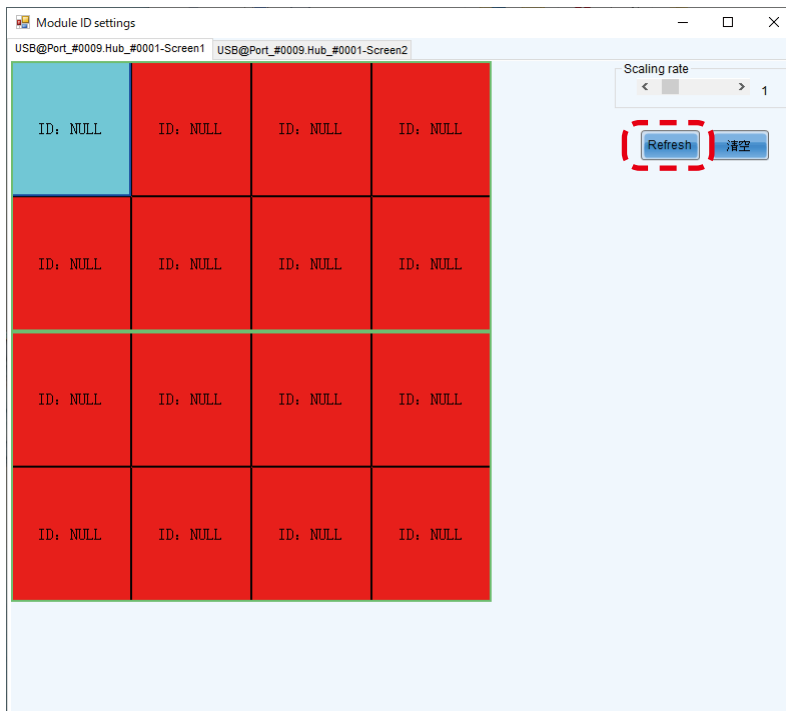 Module ID settings
USB@Port_#0009.Hub_#0001-Screen1 USB@Port_#0009.Hub_#0001-Screen2
Scaling rate
1
Refresh 清空
ID: NULL ID: NULL ID: NULL ID: NULL
ID: NULL ID: NULL ID: NULL ID: NULL
ID: NULL ID: NULL ID: NULL ID: NULL
ID: NULL ID: NULL ID: NULL ID: NULL